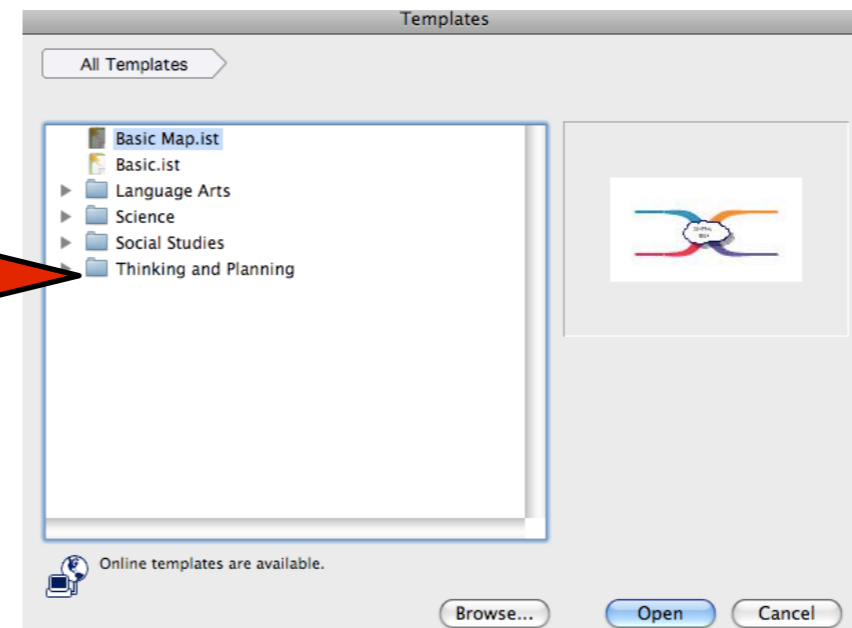 Templates
All Templates
Basic Map.ist
Basic.ist
Language Arts
Science
Social Studies
Thinking and Planning
Online templates are available.
Browse...
Open
Cancel